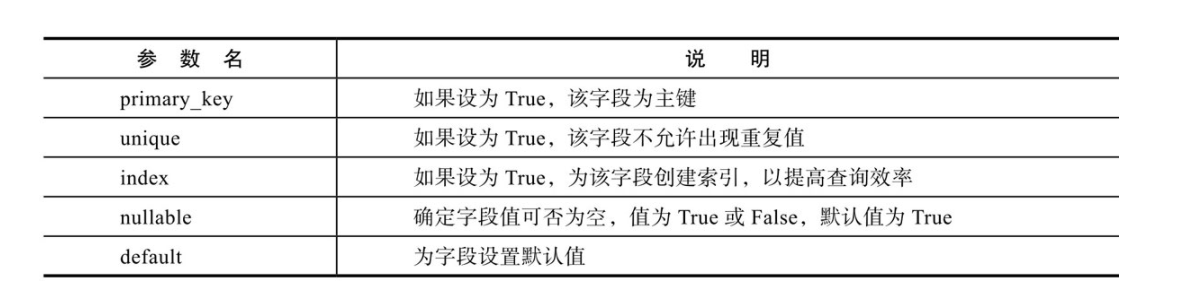 参数名 说明
primary_key 如果设为 True，该字段为主键
unique 如果设为 True，该字段不允许出现重复值
index 如果设为 True，为该字段创建索引，以提高查询效率
nullable 确定字段值可否为空，值为 True 或 False，默认值为 True
default 为字段设置默认值